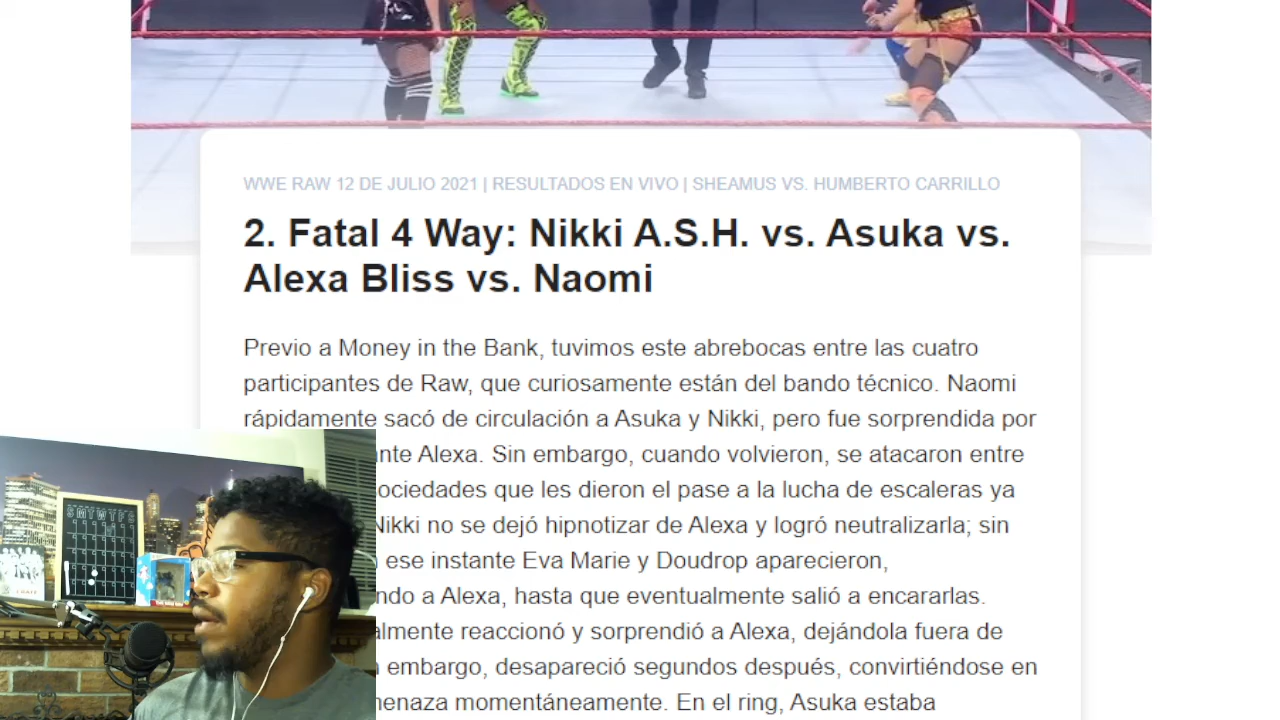 WWE RAW 12 DE JULIO 2021 | RESULTADOS EN VIVO | SHEAMUS VS. HUMBERTO CARRILLO
2. Fatal 4 Way: Nikki A.S.H. vs. Asuka vs.
Alexa Bliss vs. Naomi
Previo a Money in the Bank, tuvimos este abrebocas entre las cuatro
participantes de Raw, que curiosamente están del bando técnico. Naomi
rápidamente sacó de circulación a Asuka y Nikki, pero fue sorprendida por
Alexa. Sin embargo, cuando volvieron, se atacaron entre
que les dieron el pase a la lucha de escaleras ya
Nikki no se dejó hipnotizar de Alexa y logró neutralizarla; sin
ese instante Eva Marie y Doudrop aparecieron,
a Alexa, hasta que eventualmente salió a encararlas.
reaccionó y sorprendió a Alexa, dejándola fuera de
embargo, desapareció segundos después, convirtiéndose en
momentáneamente. En el ring, Asuka estaba
S M T W T F S